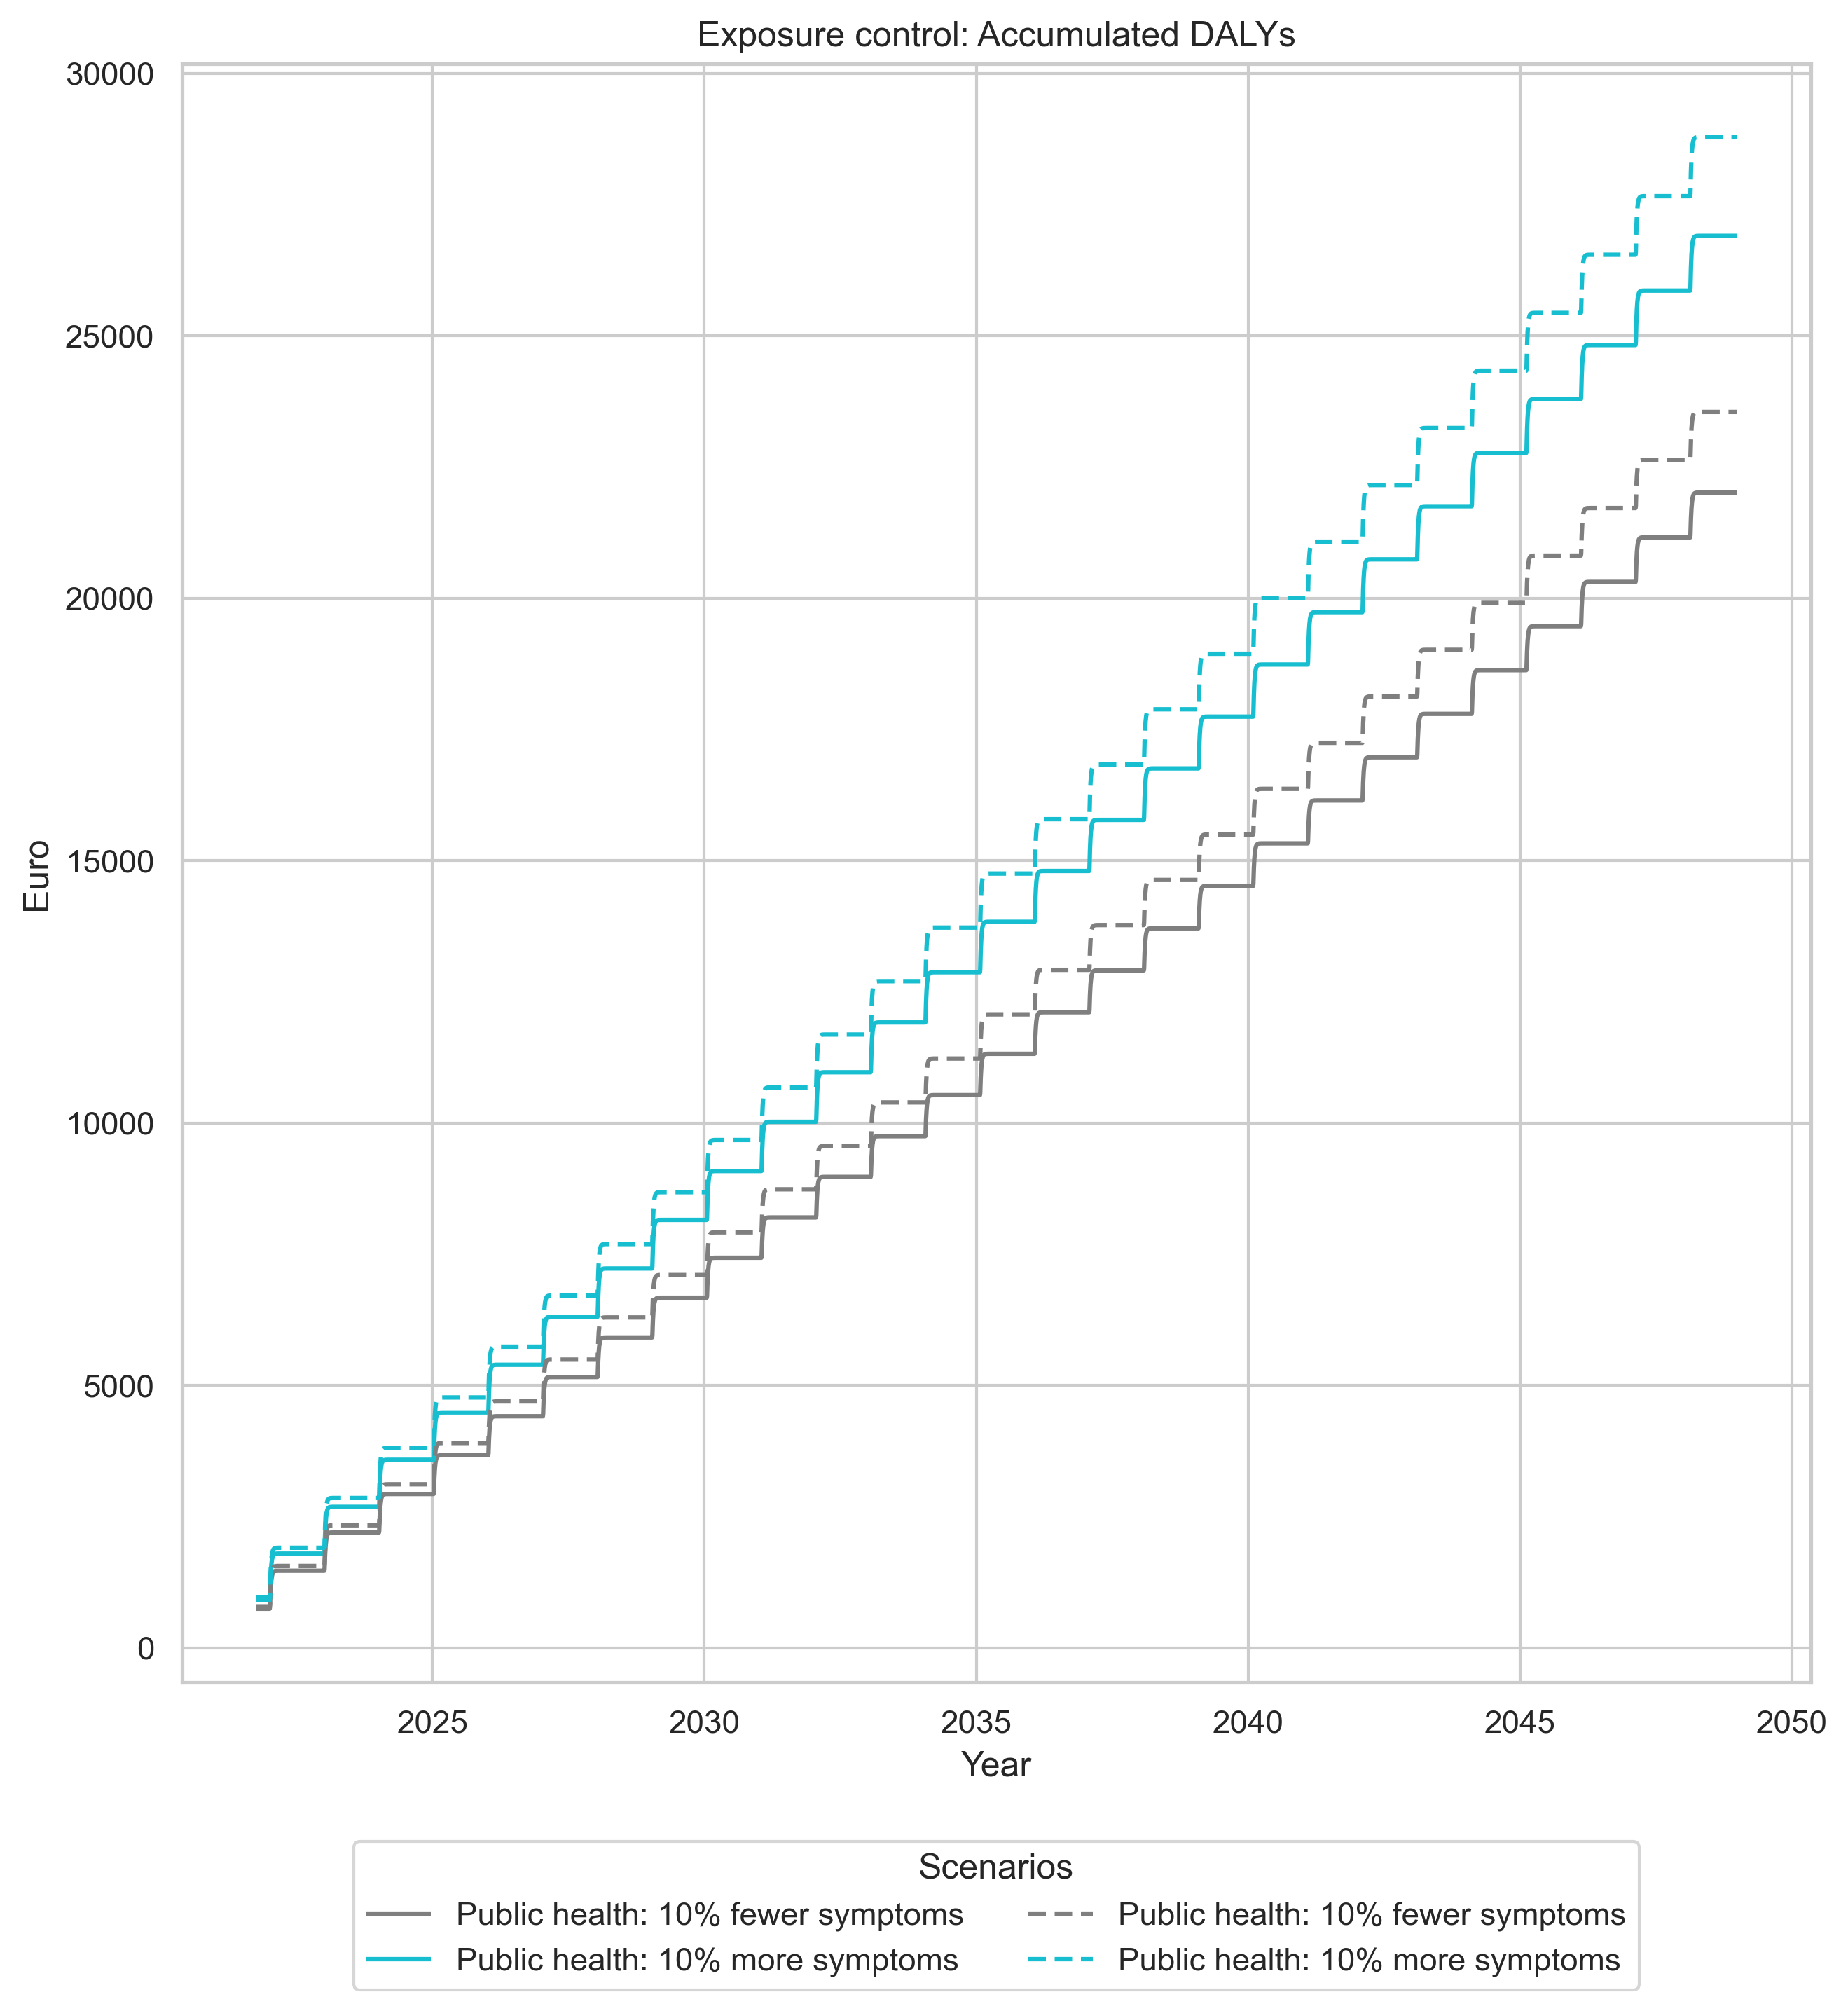 Exposure control: Accumulated DALYs
30000
25000
20000
15000
10000
5000
0
Euro
2025 2030 2035 2040 2045 2050
Year
Scenarios
Public health: 10% fewer symptoms Public health: 10% fewer symptoms
Public health: 10% more symptoms Public health: 10% more symptoms